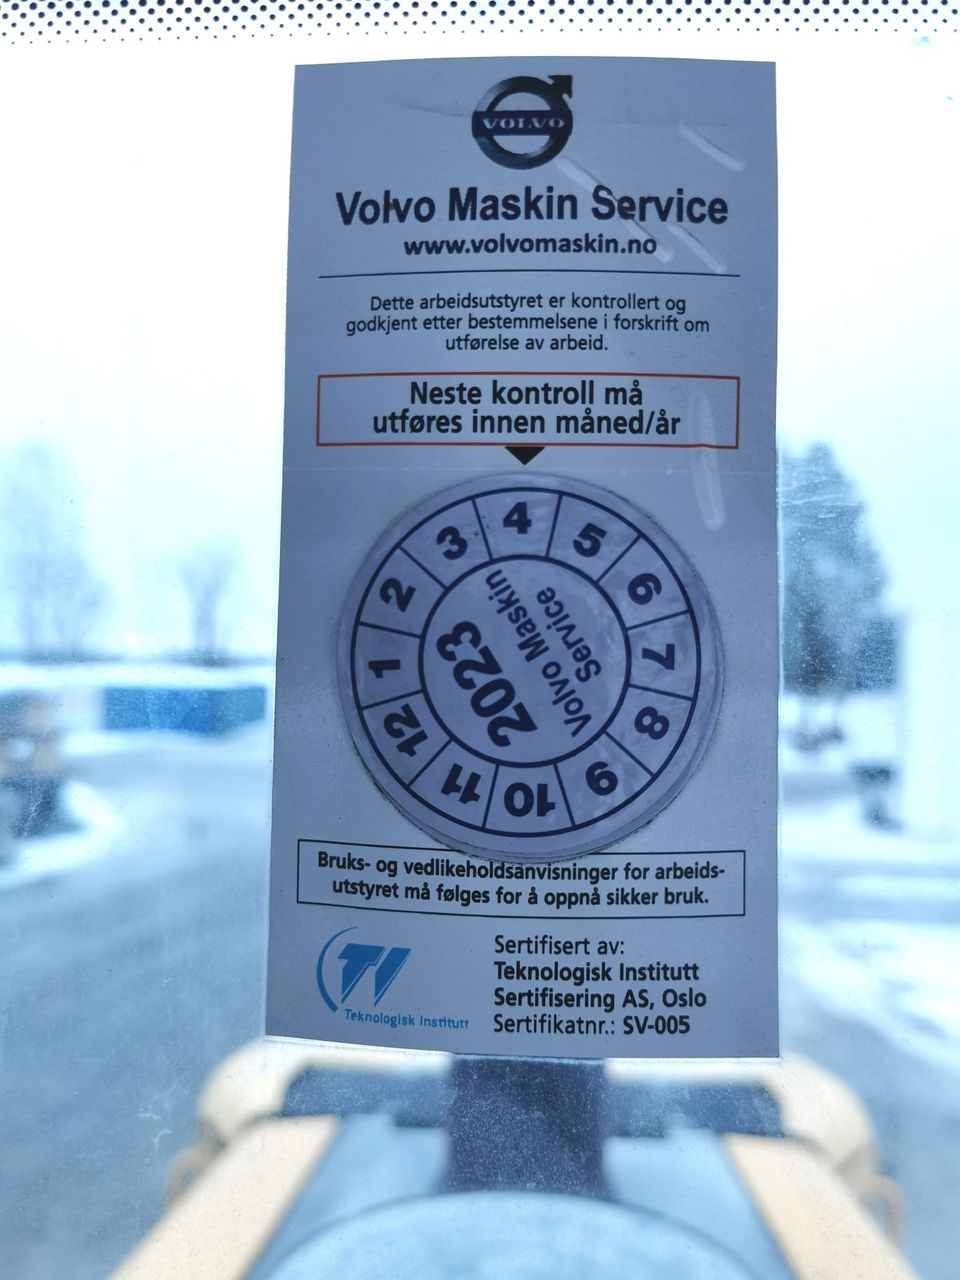 VOLVO
Volvo Maskin Service
www.volvomaskin.no
Dette arbeidsutstyret er kontrollert og
godkjent etter bestemmelsene i forskrift om
utførelse av arbeid.
Neste kontroll må
utføres innen måned/år
1
2
3
4
5
6
7
8
9
10
11
12
2023
Volvo Maskin
Service
Bruks- og vedlikeholdsanvisninger for arbeids-
utstyret må følges for å oppnå sikker bruk.
TI
Teknologisk Institutt
Sertifisert av:
Teknologisk Institutt
Sertifisering AS, Oslo
Sertifikatnr.: SV-005